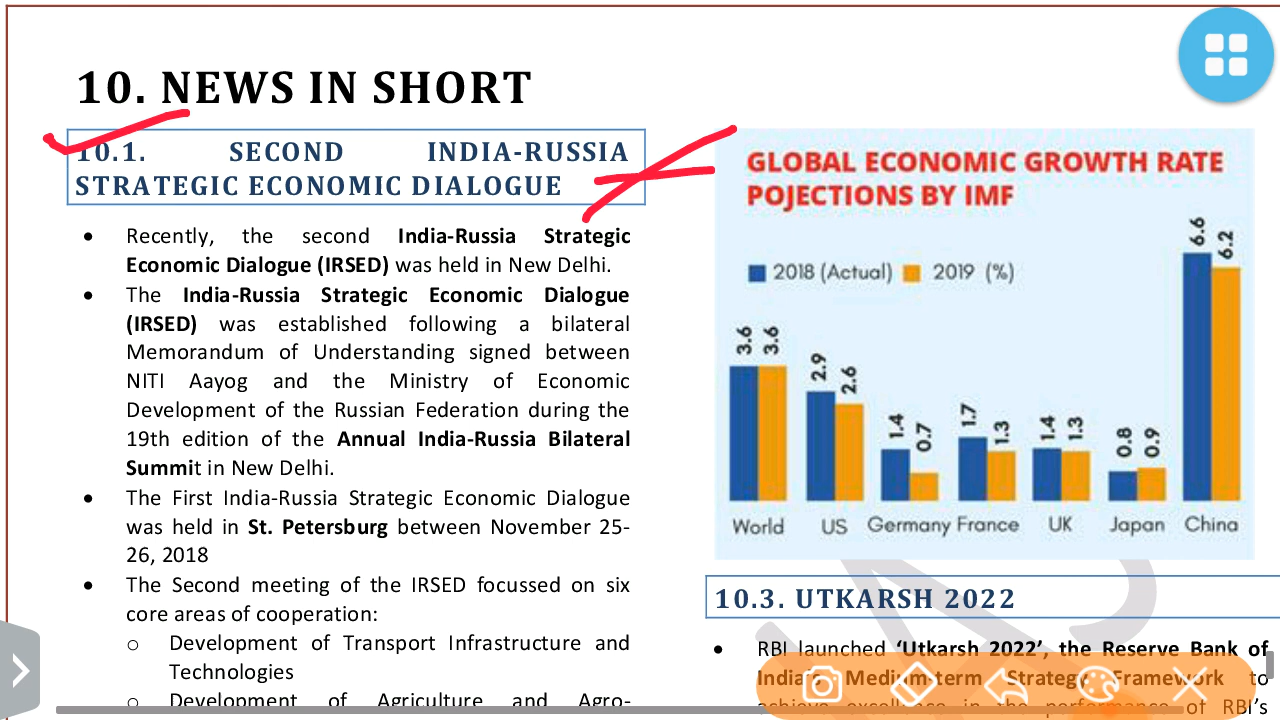 10. NEWS IN SHORT
10.1. SECOND INDIA-RUSSIA
STRATEGIC ECONOMIC DIALOGUE
• Recently, the second India-Russia Strategic
Economic Dialogue (IRSED) was held in New Delhi.
• The India-Russia Strategic Economic Dialogue
(IRSED) was established following a bilateral
Memorandum of Understanding signed between
NITI Aayog and the Ministry of Economic
Development of the Russian Federation during the
19th edition of the Annual India-Russia Bilateral
Summit in New Delhi.
• The First India-Russia Strategic Economic Dialogue
was held in St. Petersburg between November 25-
26, 2018
• The Second meeting of the IRSED focussed on six
core areas of cooperation:
o Development of Transport Infrastructure and
Technologies
o Development of Agriculture and Agro-
GLOBAL ECONOMIC GROWTH RATE
POJECTIONS BY IMF
2018 (Actual) 2019 (%)
3.6 3.6 2.9 2.6 1.4 0.7 1.7 1.3 1.4 1.3 0.8 0.9 6.6 6.2
World US Germany France UK Japan China
10.3. UTKARSH 2022
• RBI launched ‘Utkarsh 2022’, the Reserve Bank of
India’s Medium-term Strategy Framework to
achieve excellence in the performance of RBI’s